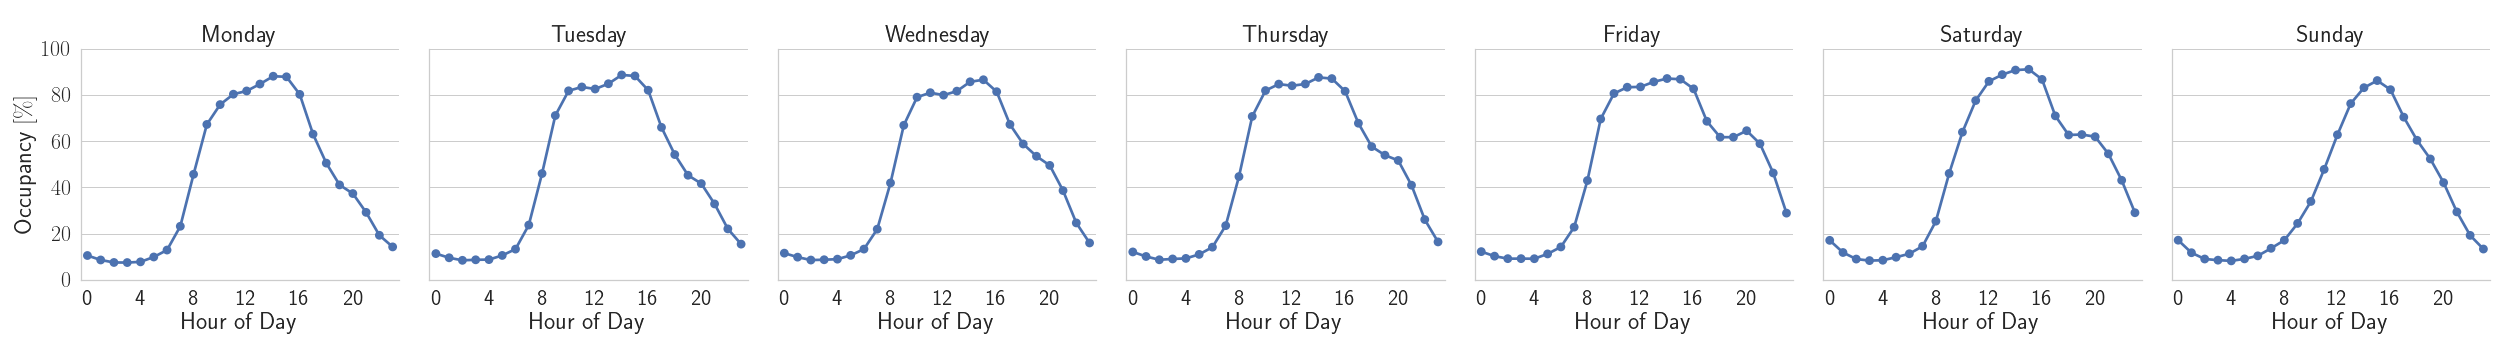 Monday Tuesday Wednesday Thursday Friday Saturday Sunday
100
80
60
40
20
0
Occupancy [%]
0 4 8 12 16 20 0 4 8 12 16 20 0 4 8 12 16 20 0 4 8 12 16 20 0 4 8 12 16 20 0 4 8 12 16 20 0 4 8 12 16 20
Hour of Day Hour of Day Hour of Day Hour of Day Hour of Day Hour of Day Hour of Day